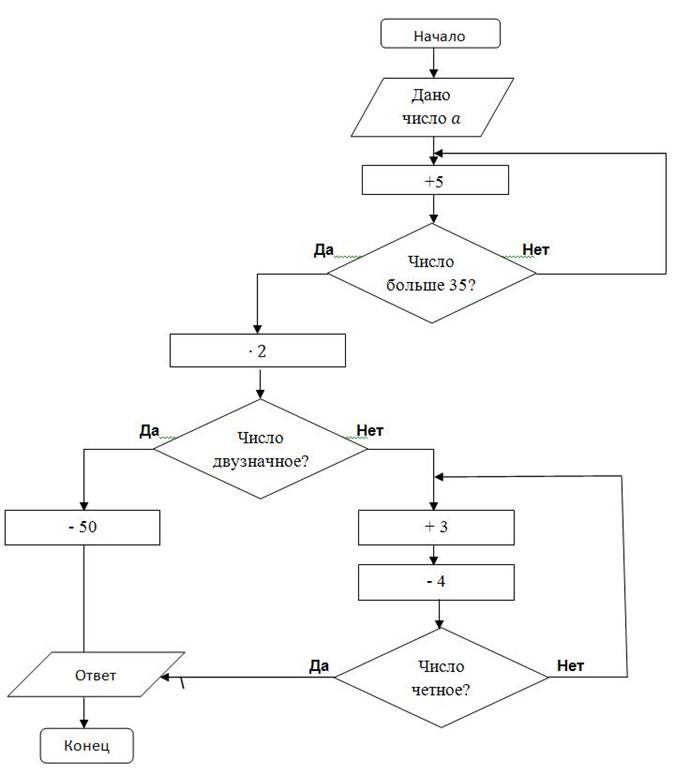 Начало
Дано
число a
+5
Да
Нет
Число
больше 35?
· 2
Да
Нет
Число
двузначное?
- 50
+ 3
- 4
Да
Нет
Число
четное?
Ответ
Конец